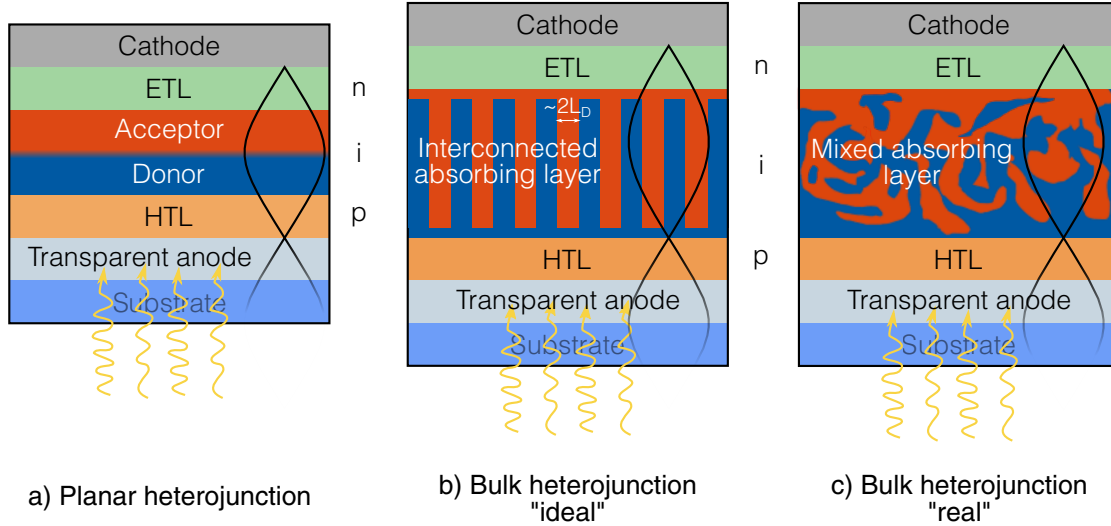 Cathode
ETL
Acceptor
Donor
HTL
Transparent anode
Substrate
n
i
p
a) Planar heterojunction
Cathode
ETL
~2L_D
Interconnected
absorbing layer
HTL
Transparent anode
Substrate
n
i
p
b) Bulk heterojunction
"ideal"
Cathode
ETL
Mixed absorbing
layer
HTL
Transparent anode
Substrate
c) Bulk heterojunction
"real"